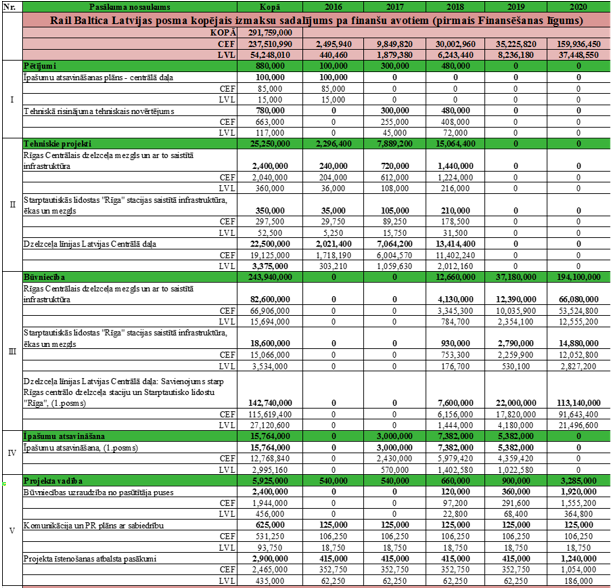 Nr. Pasākuma nosaukums Kopā 2016 2017 2018 2019 2020
Rail Baltica Latvijas posma kopējais izmaksu sadalījums pa finanšu avotiem (pirmais Finansēšanas līgums)
KOPĀ 291,759,000
CEF 237,510,990 2,495,940 9,849,820 30,002,960 35,225,820 159,936,450
LVL 54,248,010 440,460 1,879,380 6,243,440 8,236,180 37,448,550
I
Pērījumi 880,000 100,000 300,000 480,000 0 0
Īpašumu atsavināšanas plāns - centrālā daļa 100,000 100,000 0 0 0 0
CEF 85,000 85,000 0 0 0 0
LVL 15,000 15,000 0 0 0 0
Tehniskā risinājuma tehniskais novērtējums 780,000 0 300,000 480,000 0 0
CEF 663,000 0 255,000 408,000 0 0
LVL 117,000 0 45,000 72,000 0 0
II
Tehniskie projekti 25,250,000 2,296,400 7,889,200 15,064,400 0 0
Rīgas Centrālais dzelzceļa mezgls un ar to saistītā
infrastruktūra 2,400,000 240,000 720,000 1,440,000 0 0
CEF 2,040,000 204,000 612,000 1,224,000 0 0
LVL 360,000 36,000 108,000 216,000 0 0
Starptautiskās lidostas "Rīga" stacijas saistītā infrastruktūra,
ēkas un mezgls 350,000 35,000 105,000 210,000 0 0
CEF 297,500 29,750 89,250 178,500 0 0
LVL 52,500 5,250 15,750 31,500 0 0
Dzelzceļa līnijas Latvijas Centrālā daļa 22,500,000 2,021,400 7,064,200 13,414,400 0 0
CEF 19,125,000 1,718,190 6,004,570 11,402,240 0 0
LVL 3,375,000 303,210 1,059,630 2,012,160 0 0
III
Būvniecība 243,940,000 0 0 12,660,000 37,180,000 194,100,000
Rīgas Centrālais dzelzceļa mezgls un ar to saistītā
infrastruktūra 82,600,000 0 0 4,130,000 12,390,000 66,080,000
CEF 66,906,000 0 0 3,345,300 10,035,900 53,524,800
LVL 15,694,000 0 0 784,700 2,354,100 12,555,200
Starptautiskās lidostas "Rīga" stacijas saistītā infrastruktūra,
ēkas un mezgls 18,600,000 0 0 930,000 2,790,000 14,880,000
CEF 15,066,000 0 0 753,300 2,259,900 12,052,800
LVL 3,534,000 0 0 176,700 530,100 2,827,200
Dzelzceļa līnijas Latvijas Centrālā daļa: Savienojums starp
Rīgas centrālo dzelzceļa staciju un Starptautisko lidostu
"Rīga", (1.posms) 142,740,000 0 0 7,600,000 22,000,000 113,140,000
CEF 115,619,400 0 0 6,156,000 17,820,000 91,643,400
LVL 27,120,600 0 0 1,444,000 4,180,000 21,496,600
IV
Īpašumu atsavināšana 15,764,000 0 3,000,000 7,382,000 5,382,000 0
Īpašumu atsavināšana, (1.posms) 15,764,000 0 3,000,000 7,382,000 5,382,000 0
CEF 12,768,840 0 2,430,000 5,979,420 4,359,420 0
LVL 2,995,160 0 570,000 1,402,580 1,022,580 0
V
Projekta vadība 5,925,000 540,000 540,000 660,000 900,000 3,285,000
Būvniecības uzraudzība no pasūtītāja puses 2,400,000 0 0 120,000 360,000 1,920,000
CEF 1,944,000 0 0 97,200 291,600 1,555,200
LVL 456,000 0 0 22,800 68,400 364,800
Komunikācija un PR plāns ar sabiedrību 625,000 125,000 125,000 125,000 125,000 125,000
CEF 531,250 106,250 106,250 106,250 106,250 106,250
LVL 93,750 18,750 18,750 18,750 18,750 18,750
Projekta īstenošanas atbalsta pasākumi 2,900,000 415,000 415,000 415,000 415,000 1,240,000
CEF 2,465,000 352,750 352,750 352,750 352,750 1,054,000
LVL 435,000 62,250 62,250 62,250 62,250 186,000